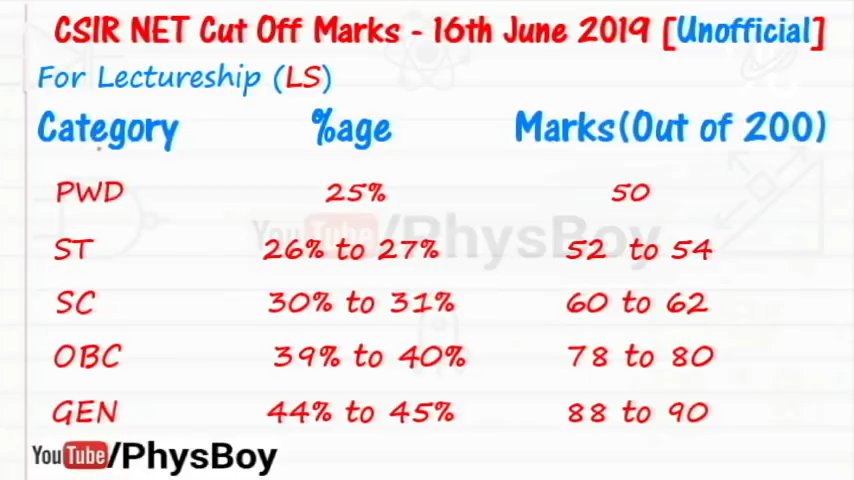 CSIR NET Cut Off Marks - 16th June 2019 [Unofficial]
For Lectureship (LS)
Category %age Marks(Out of 200)
PWD 25% 50
YouTube/PhysBoy
ST 26% to 27% 52 to 54
SC 30% to 31% 60 to 62
OBC 39% to 40% 78 to 80
GEN 44% to 45% 88 to 90
YouTube/PhysBoy